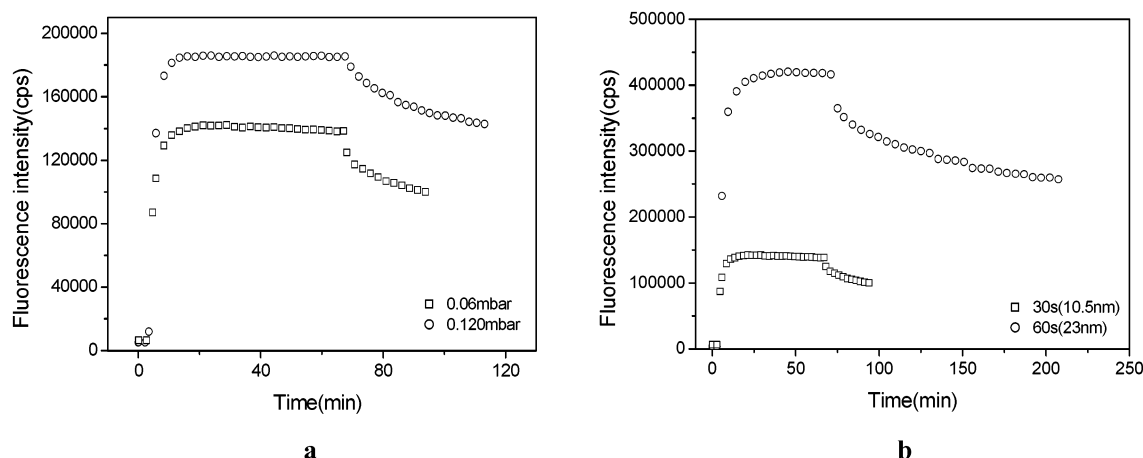 200000
160000
120000
80000
40000
0
Fluorescence intensity(cps)
0 40 80 120
Time(min)
0.06mbar
0.120mbar
a
500000
400000
300000
200000
100000
0
Fluorescence intensity(cps)
0 50 100 150 200 250
Time(min)
30s(10.5nm)
60s(23nm)
b